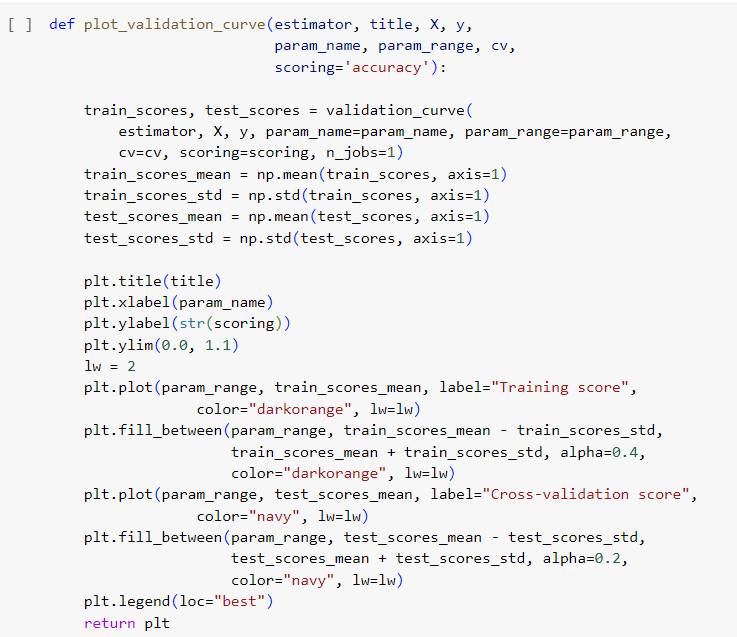 [ ] def plot_validation_curve(estimator, title, X, y,
param_name, param_range, cv,
scoring='accuracy'):
train_scores, test_scores = validation_curve(
estimator, X, y, param_name=param_name, param_range=param_range,
cv=cv, scoring=scoring, n_jobs=1)
train_scores_mean = np.mean(train_scores, axis=1)
train_scores_std = np.std(train_scores, axis=1)
test_scores_mean = np.mean(test_scores, axis=1)
test_scores_std = np.std(test_scores, axis=1)
plt.title(title)
plt.xlabel(param_name)
plt.ylabel(str(scoring))
plt.ylim(0.0, 1.1)
lw = 2
plt.plot(param_range, train_scores_mean, label="Training score",
color="darkorange", lw=lw)
plt.fill_between(param_range, train_scores_mean - train_scores_std,
train_scores_mean + train_scores_std, alpha=0.4,
color="darkorange", lw=lw)
plt.plot(param_range, test_scores_mean, label="Cross-validation score",
color="navy", lw=lw)
plt.fill_between(param_range, test_scores_mean - test_scores_std,
test_scores_mean + test_scores_std, alpha=0.2,
color="navy", lw=lw)
plt.legend(loc="best")
return plt